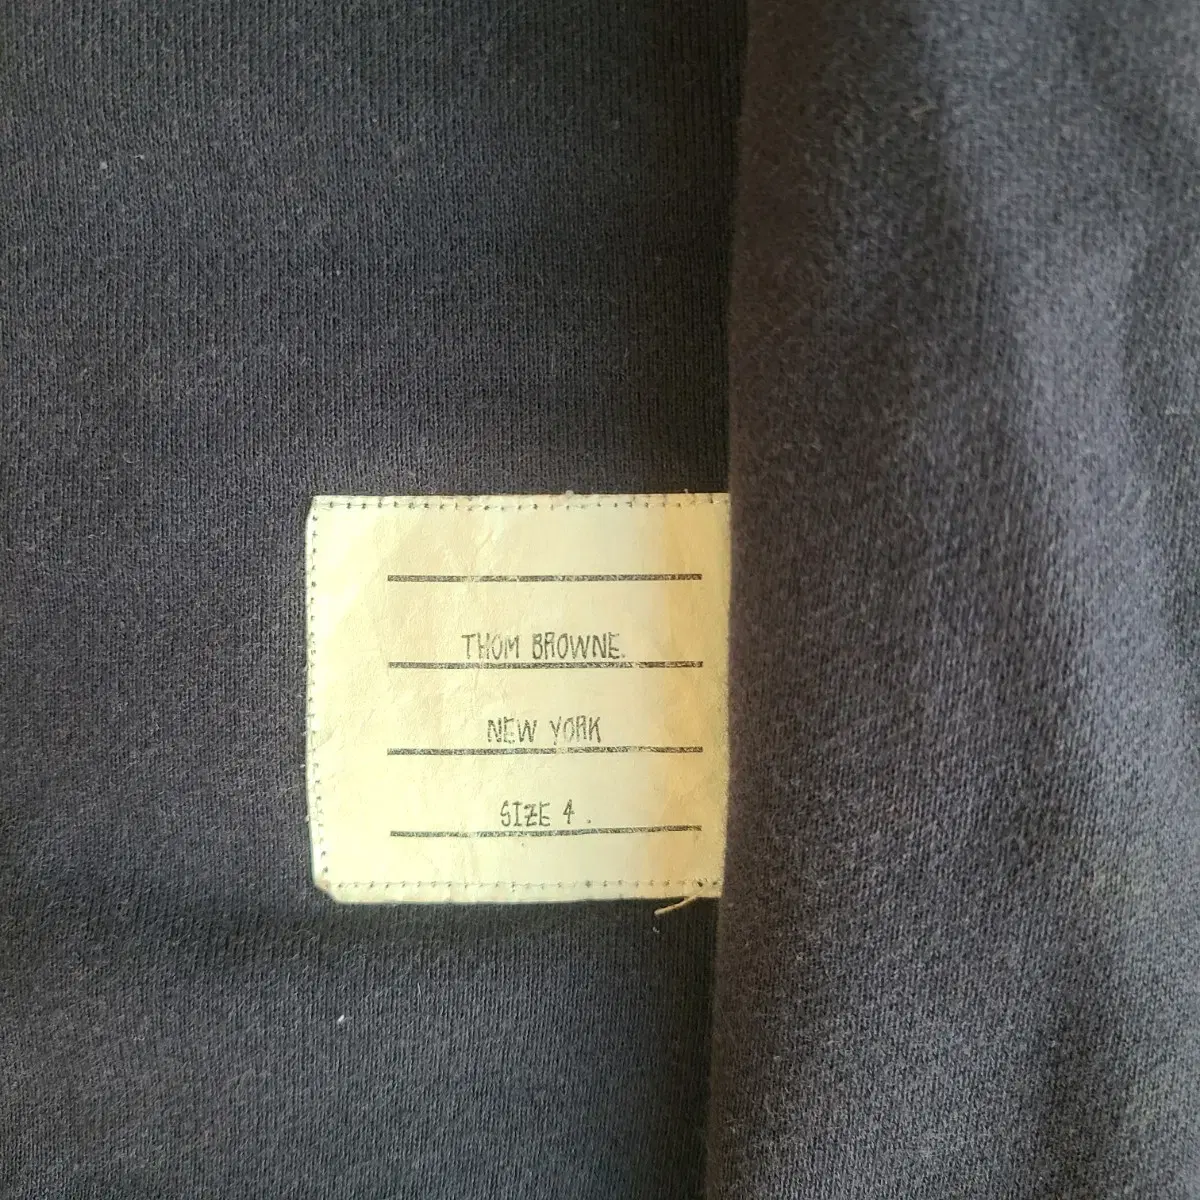 THOM BROWNE.
NEW YORK
SIZE 4 .